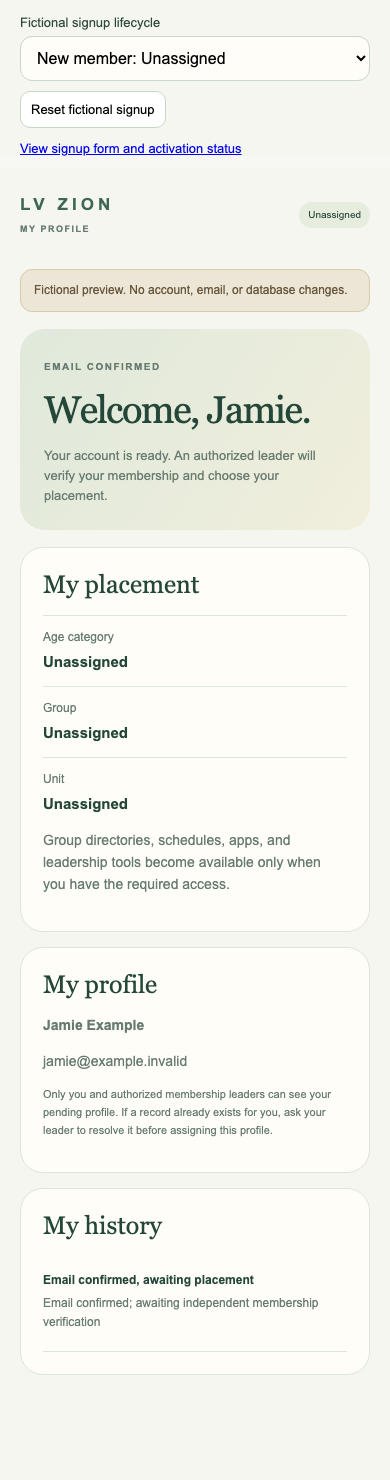 Fictional signup lifecycle
New member: Unassigned
Reset fictional signup
View signup form and activation status
LV ZION
MY PROFILE
Unassigned
Fictional preview. No account, email, or database changes.
EMAIL CONFIRMED
Welcome, Jamie.
Your account is ready. An authorized leader will
verify your membership and choose your
placement.
My placement
Age category
Unassigned
Group
Unassigned
Unit
Unassigned
Group directories, schedules, apps, and
leadership tools become available only when
you have the required access.
My profile
Jamie Example
jamie@example.invalid
Only you and authorized membership leaders can see your
pending profile. If a record already exists for you, ask your
leader to resolve it before assigning this profile.
My history
Email confirmed, awaiting placement
Email confirmed; awaiting independent membership
verification